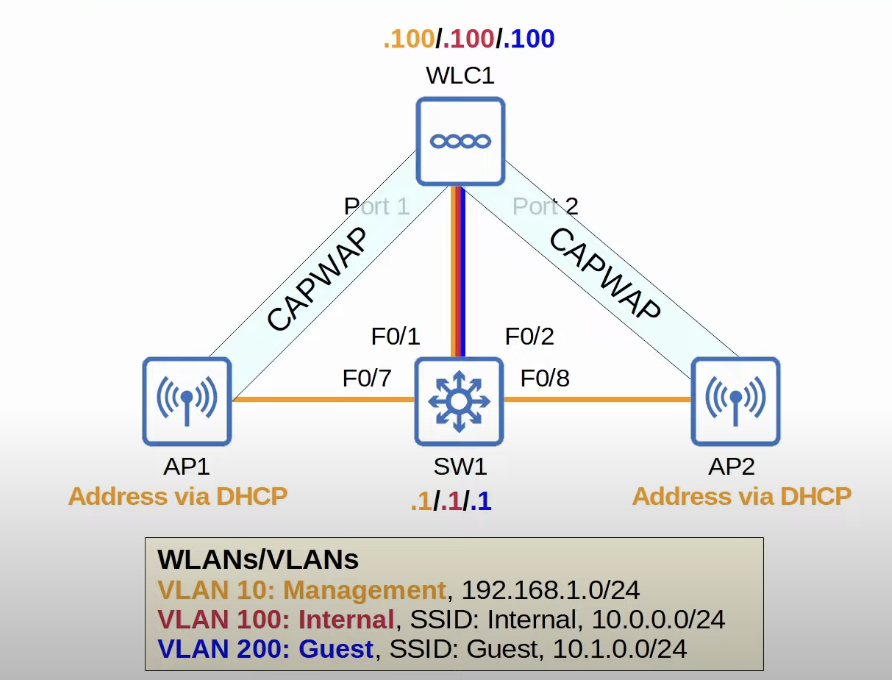 .100/.100/.100
WLC1
Port 1
Port 2
CAPWAP
CAPWAP
F0/1
F0/2
F0/7
F0/8
AP1
SW1
AP2
Address via DHCP
.1/.1/.1
Address via DHCP
WLANs/VLANs
VLAN 10: Management, 192.168.1.0/24
VLAN 100: Internal, SSID: Internal, 10.0.0.0/24
VLAN 200: Guest, SSID: Guest, 10.1.0.0/24